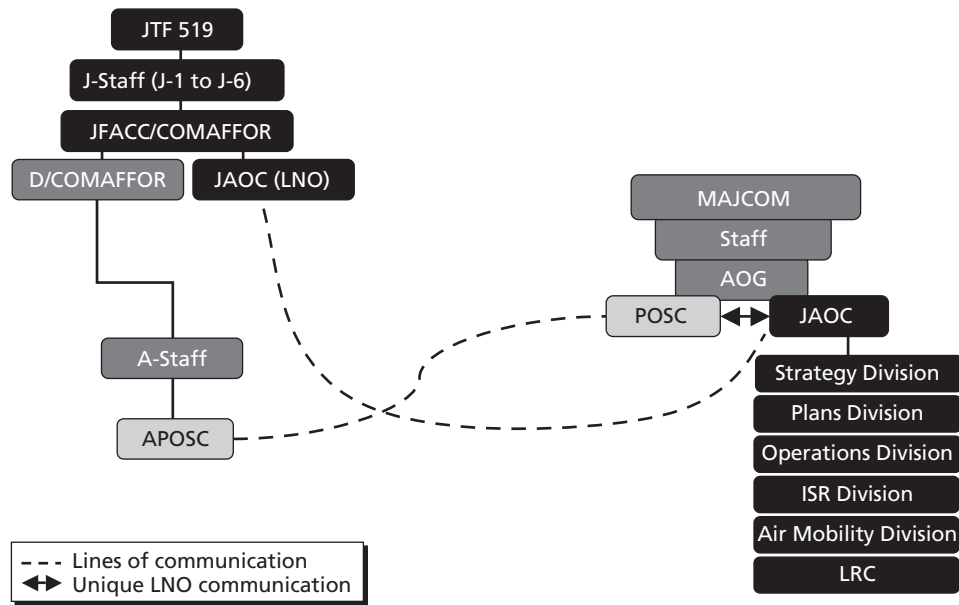 JTF 519
J-Staff (J-1 to J-6)
JFACC/COMAFFOR
D/COMAFFOR
JAOC (LNO)
A-Staff
APOSC
MAJCOM
Staff
AOG
POSC
JAOC
Strategy Division
Plans Division
Operations Division
ISR Division
Air Mobility Division
LRC
Lines of communication
Unique LNO communication